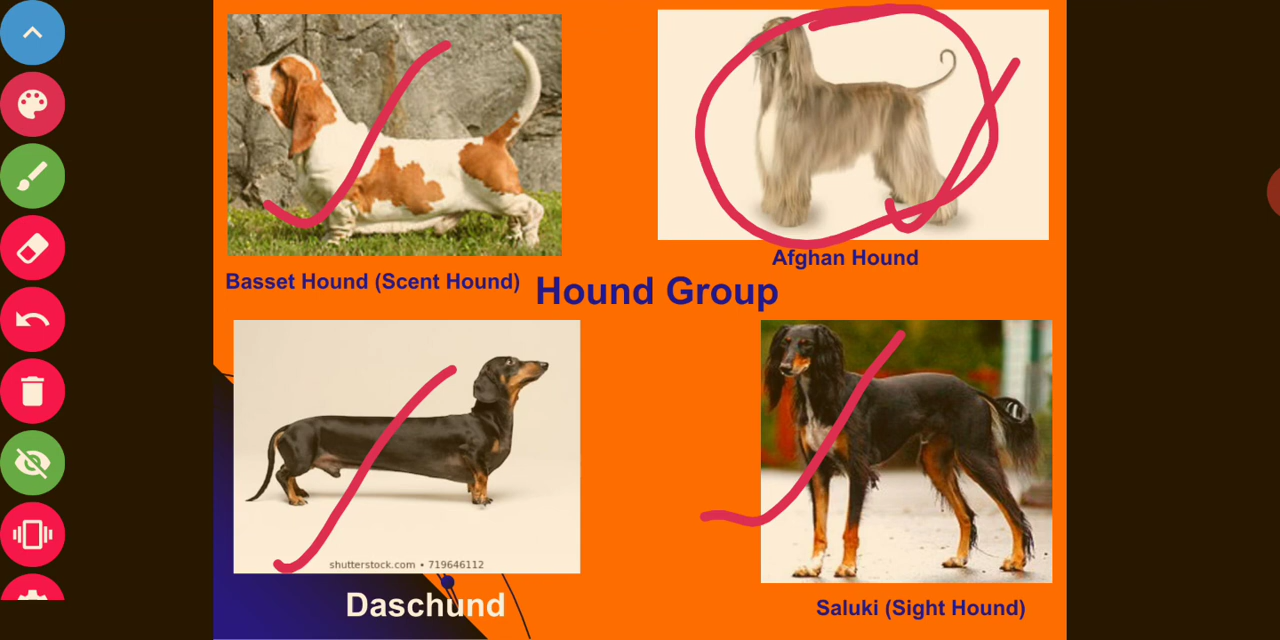 Basset Hound (Scent Hound)
Afghan Hound
Hound Group
shutterstock.com • 719646112
Daschund
Saluki (Sight Hound)